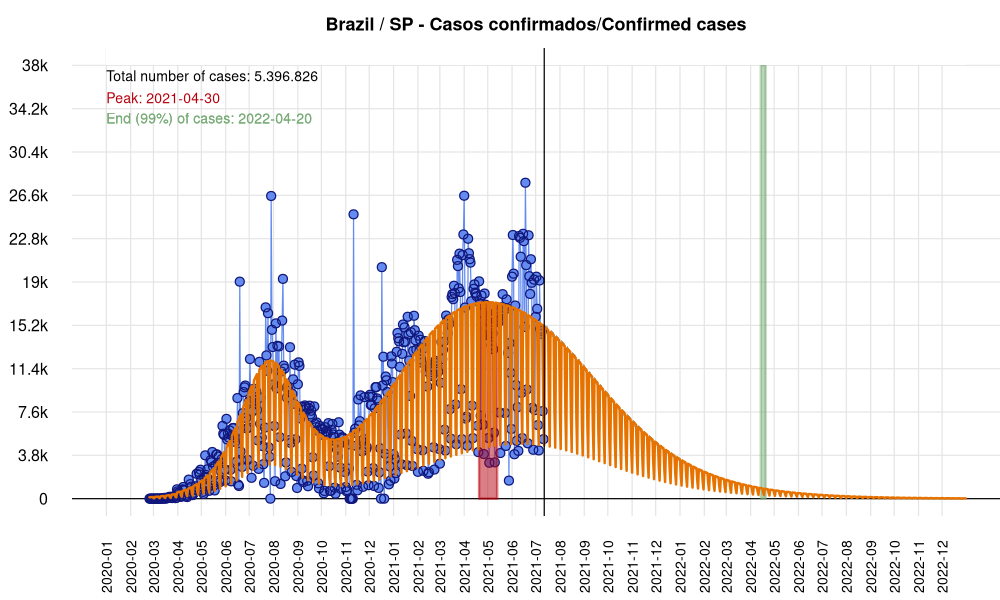 Brazil / SP - Casos confirmados/Confirmed cases
38k
34.2k
30.4k
26.6k
22.8k
19k
15.2k
11.4k
7.6k
3.8k
0
Total number of cases: 5.396.826
Peak: 2021-04-30
End (99%) of cases: 2022-04-20
2020-01
2020-02
2020-03
2020-04
2020-05
2020-06
2020-07
2020-08
2020-09
2020-10
2020-11
2020-12
2021-01
2021-02
2021-03
2021-04
2021-05
2021-06
2021-07
2021-08
2021-09
2021-10
2021-11
2021-12
2022-01
2022-02
2022-03
2022-04
2022-05
2022-06
2022-07
2022-08
2022-09
2022-10
2022-11
2022-12